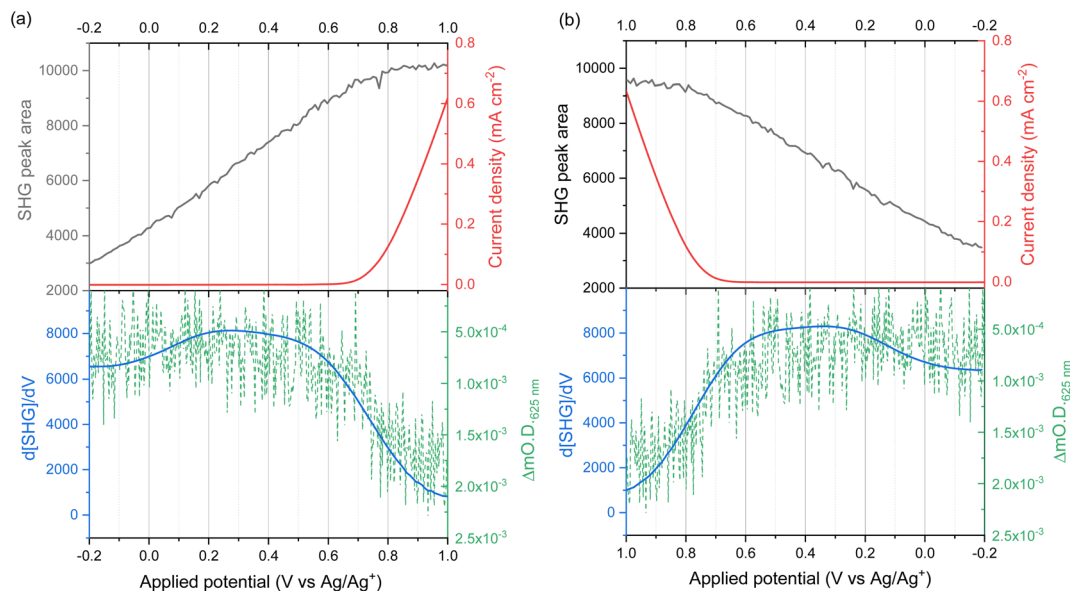 (a)
-0.2 0.0 0.2 0.4 0.6 0.8 1.0
SHG peak area
10000
8000
6000
4000
2000
0.8
0.6
0.4
0.2
0.0
Current density (mA cm-2)
d[SHG]/dV
8000
6000
4000
2000
0
5.0x10-4
1.0x10-3
1.5x10-3
2.0x10-3
2.5x10-3
ΔmO.D.625 nm
-0.2 0.0 0.2 0.4 0.6 0.8 1.0
Applied potential (V vs Ag/Ag+)
(b)
1.0 0.8 0.6 0.4 0.2 0.0 -0.2
SHG peak area
10000
8000
6000
4000
2000
0.8
0.6
0.4
0.2
0.0
Current density (mA cm-2)
d[SHG]/dV
8000
6000
4000
2000
0
5.0x10-4
1.0x10-3
1.5x10-3
2.0x10-3
2.5x10-3
ΔmO.D.625 nm
1.0 0.8 0.6 0.4 0.2 0.0 -0.2
Applied potential (V vs Ag/Ag+)